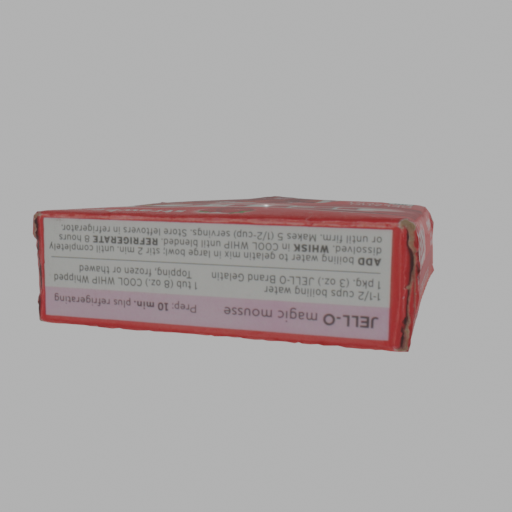 JELL-O magic mousse
Prep: 10 min. plus refrigerating
1-1/2 cups boiling water
1 pkg. (3 oz.) JELL-O Brand Gelatin
1 tub (8 oz.) COOL WHIP Whipped
Topping, frozen or thawed
ADD boiling water to gelatin mix in large bowl; stir 2 min. until completely
dissolved. WHISK in COOL WHIP until blended. REFRIGERATE 8 hours
or until firm. Makes 5 (1/2-cup) servings. Store leftovers in refrigerator.